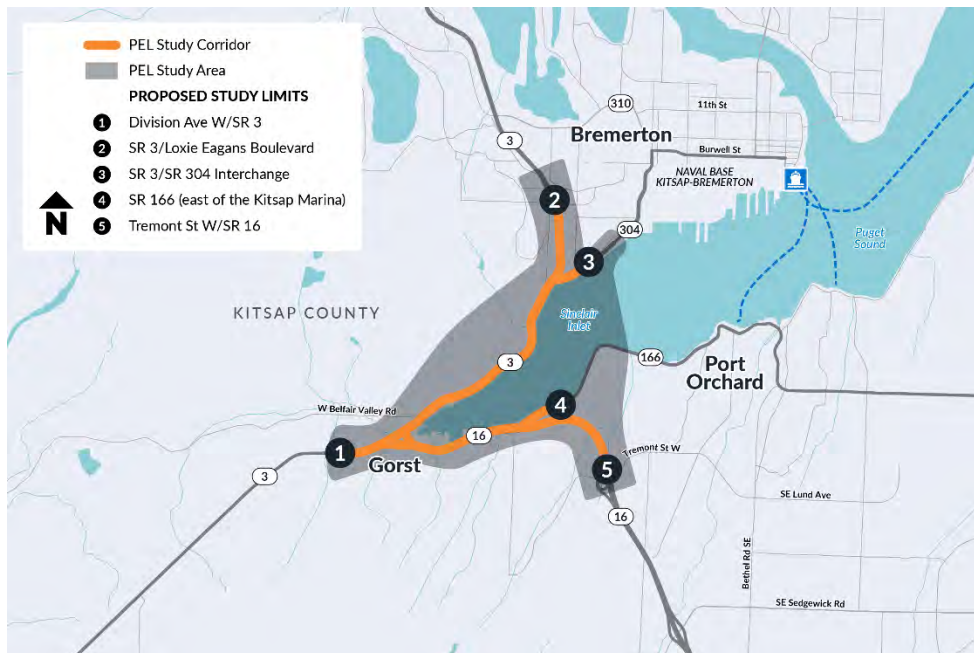 PEL Study Corridor
PEL Study Area
PROPOSED STUDY LIMITS
1 Division Ave W/SR 3
2 SR 3/Loxie Eagans Boulevard
3 SR 3/SR 304 Interchange
4 SR 166 (east of the Kitsap Marina)
5 Tremont St W/SR 16
N
310
11th St
Bremerton
3
Burwell St
NAVAL BASE
KITSAP-BREMERTON
2
304
Puget
Sound
3
KITSAP COUNTY
Sinclair
Inlet
3
166
Port
Orchard
4
W Belfair Valley Rd
16
1
Gorst
Tremont St W
5
3
SE Lund Ave
16
Bethel Rd SE
SE Sedgewick Rd